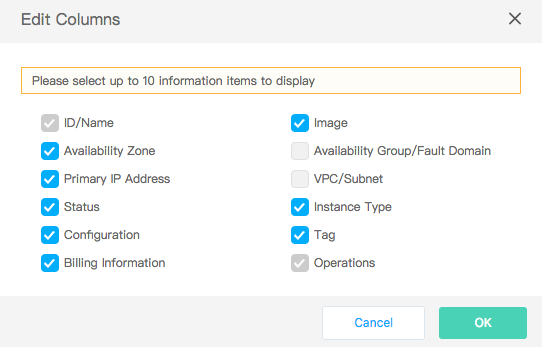 Edit Columns
Please select up to 10 information items to display
ID/Name
Image
Availability Zone
Availability Group/Fault Domain
Primary IP Address
VPC/Subnet
Status
Instance Type
Configuration
Tag
Billing Information
Operations
Cancel
OK